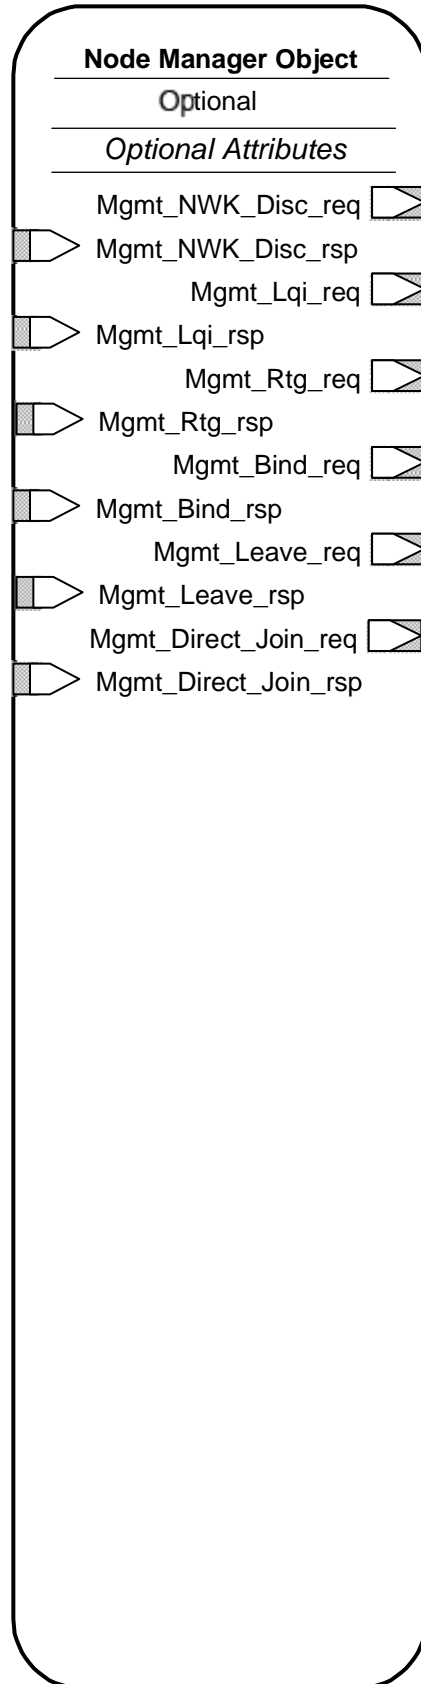 Node Manager Object
Optional
Optional Attributes
Mgmt_NWK_Disc_req
Mgmt_NWK_Disc_rsp
Mgmt_Lqi_req
Mgmt_Lqi_rsp
Mgmt_Rtg_req
Mgmt_Rtg_rsp
Mgmt_Bind_req
Mgmt_Bind_rsp
Mgmt_Leave_req
Mgmt_Leave_rsp
Mgmt_Direct_Join_req
Mgmt_Direct_Join_rsp